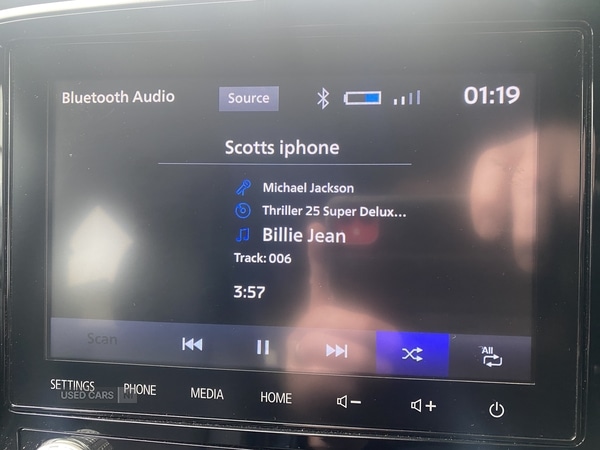 Bluetooth Audio Source 01:19
Scotts iphone
Michael Jackson
Thriller 25 Super Delux...
Billie Jean
Track: 006
3:57
Scan All
SETTINGS PHONE MEDIA HOME
USED CARS NI